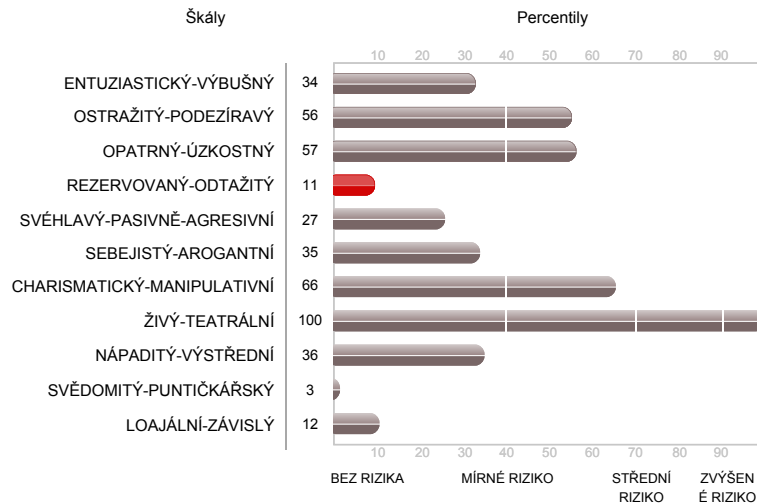 Škály Percentily
10 20 30 40 50 60 70 80 90
ENTUZIASTICKÝ-VÝBUŠNÝ 34
OSTRAŽITÝ-PODEZÍRAVÝ 56
OPATRNÝ-ÚZKOSTNÝ 57
REZERVOVANÝ-ODTAŽITÝ 11
SVÉHLAVÝ-PASIVNĚ-AGRESIVNÍ 27
SEBEJISTÝ-AROGANTNÍ 35
CHARISMATICKÝ-MANIPULATIVNÍ 66
ŽIVÝ-TEATRÁLNÍ 100
NÁPADITÝ-VÝSTŘEDNÍ 36
SVĚDOMITÝ-PUNTIČKÁŘSKÝ 3
LOAJÁLNÍ-ZÁVISLÝ 12
10 20 30 40 50 60 70 80 90
BEZ RIZIKA MÍRNÉ RIZIKO STŘEDNÍ ZVÝŠEN
RIZIKO É RIZIKO